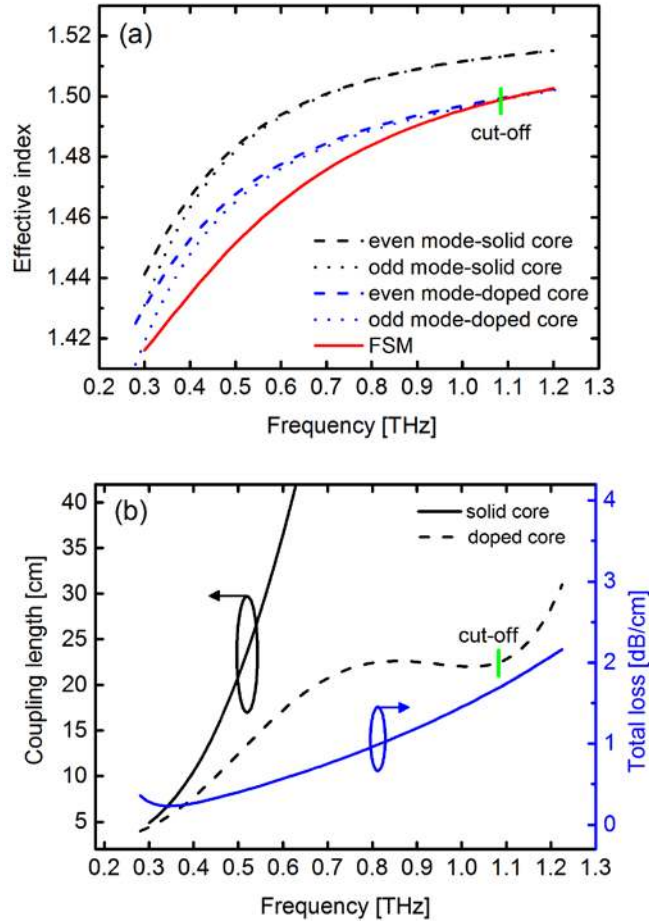 (a)
1.52
1.50
1.48
1.46
1.44
1.42
Effective index
cut-off
even mode-solid core
odd mode-solid core
even mode-doped core
odd mode-doped core
FSM
0.2 0.3 0.4 0.5 0.6 0.7 0.8 0.9 1.0 1.1 1.2 1.3
Frequency [THz]
(b)
40
35
30
25
20
15
10
5
Coupling length [cm]
solid core
doped core
cut-off
4
3
2
1
0
Total loss [dB/cm]
0.2 0.3 0.4 0.5 0.6 0.7 0.8 0.9 1.0 1.1 1.2 1.3
Frequency [THz]